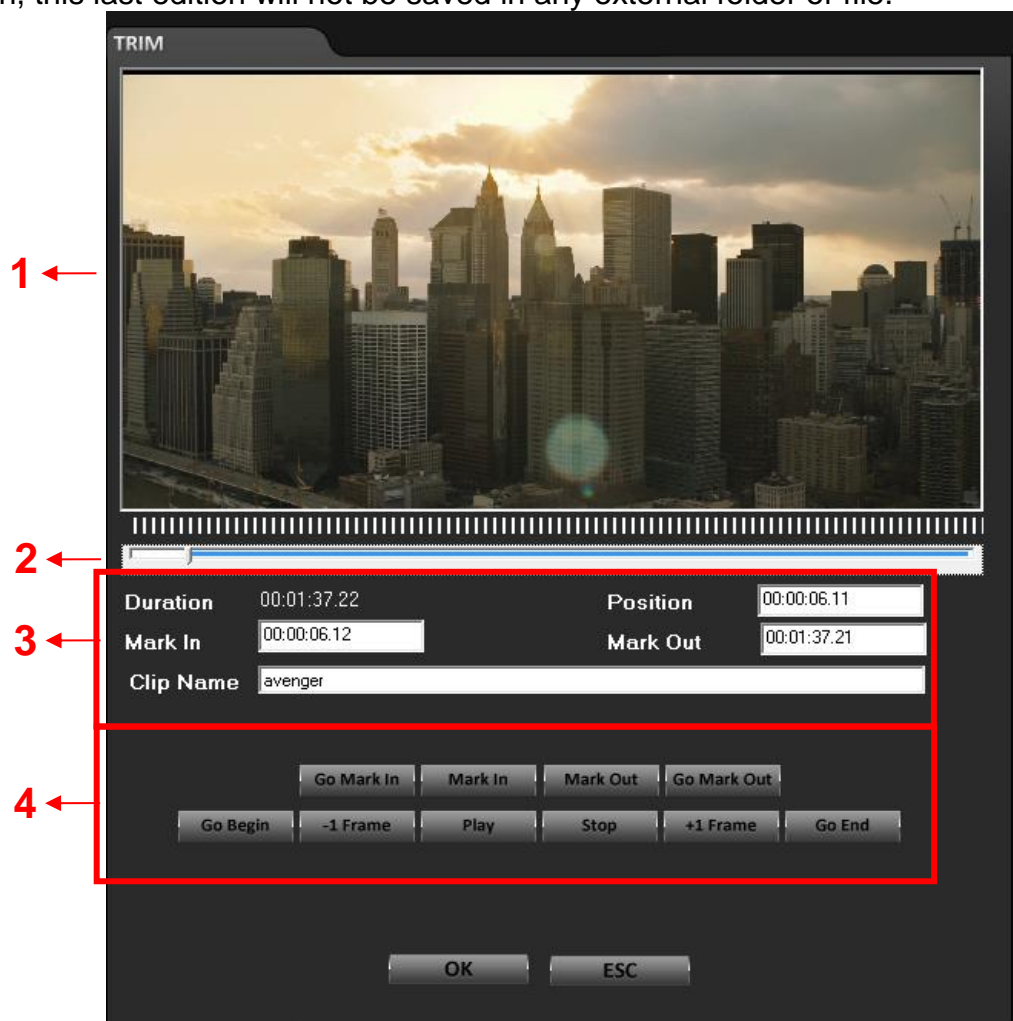 this last edition will not be saved in any external folder or file.
TRIM
1
2
Duration 00:01:37.22 Position 00:00:06.11
3
Mark In 00:00:06.12 Mark Out 00:01:37.21
Clip Name avenger
Go Mark In Mark In Mark Out Go Mark Out
4
Go Begin -1 Frame Play Stop +1 Frame Go End
OK ESC